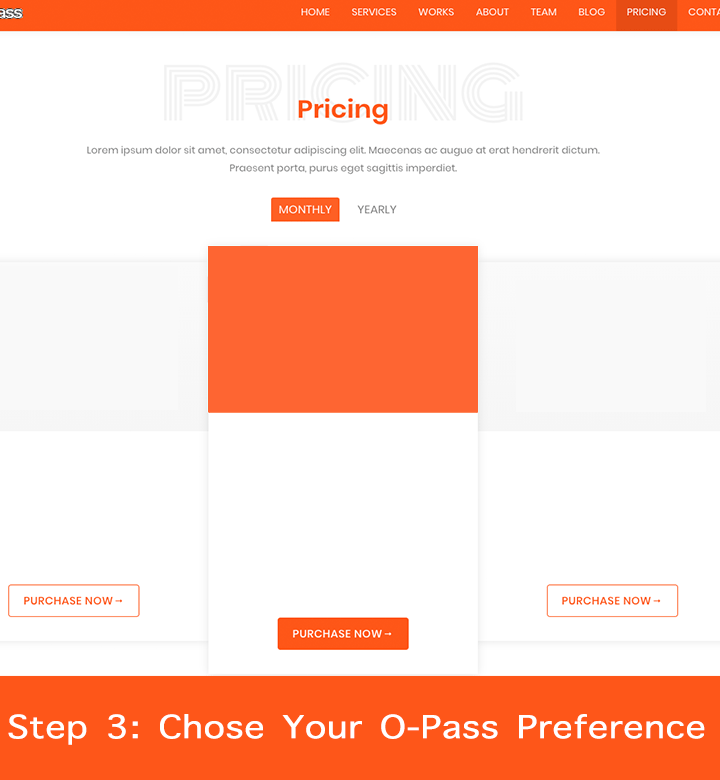 ass
HOME SERVICES WORKS ABOUT TEAM BLOG PRICING CONTA
PRICING
Pricing
Lorem ipsum dolor sit amet, consectetur adipiscing elit. Maecenas ac augue at erat hendrerit dictum.
Praesent porta, purus eget sagittis imperdiet.
MONTHLY YEARLY
PURCHASE NOW→ PURCHASE NOW→
PURCHASE NOW→
Step 3: Chose Your O-Pass Preference